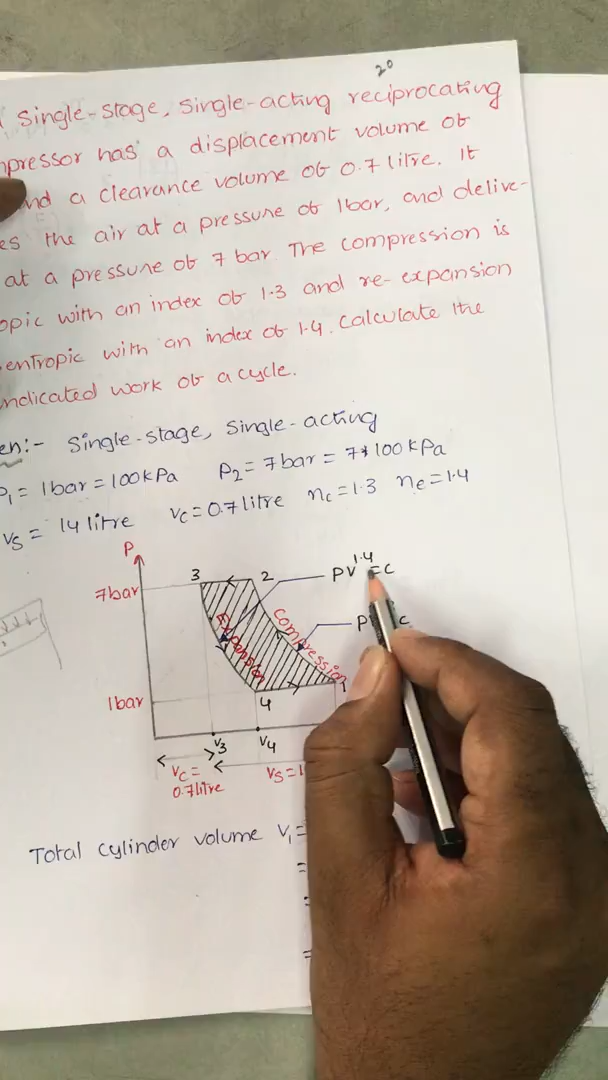 20
Single-stage, Single-acting reciprocating
mpressor has a displacement volume of
nd a clearance volume of 0.7 litre. It
es the air at a pressure of 1bar, and delive-
at a pressure of 7 bar. The compression is
opic with an index of 1.3 and re-expansion
entropic with an index of 1.4. Calculate the
ndicated work of a cycle.
en:- Single-stage, Single-acting
P1 = 1bar = 100kPa P2 = 7bar = 7*100kPa
Vs = 14 litre Vc = 0.7 litre nc = 1.3 ne = 1.4
P
3 2 PV^1.4 = C
7bar
Expansion Compression P C
1
1bar 4
V3 V4
Vc = Vs = 1
0.7litre
Total cylinder volume V1 =
=
=
=